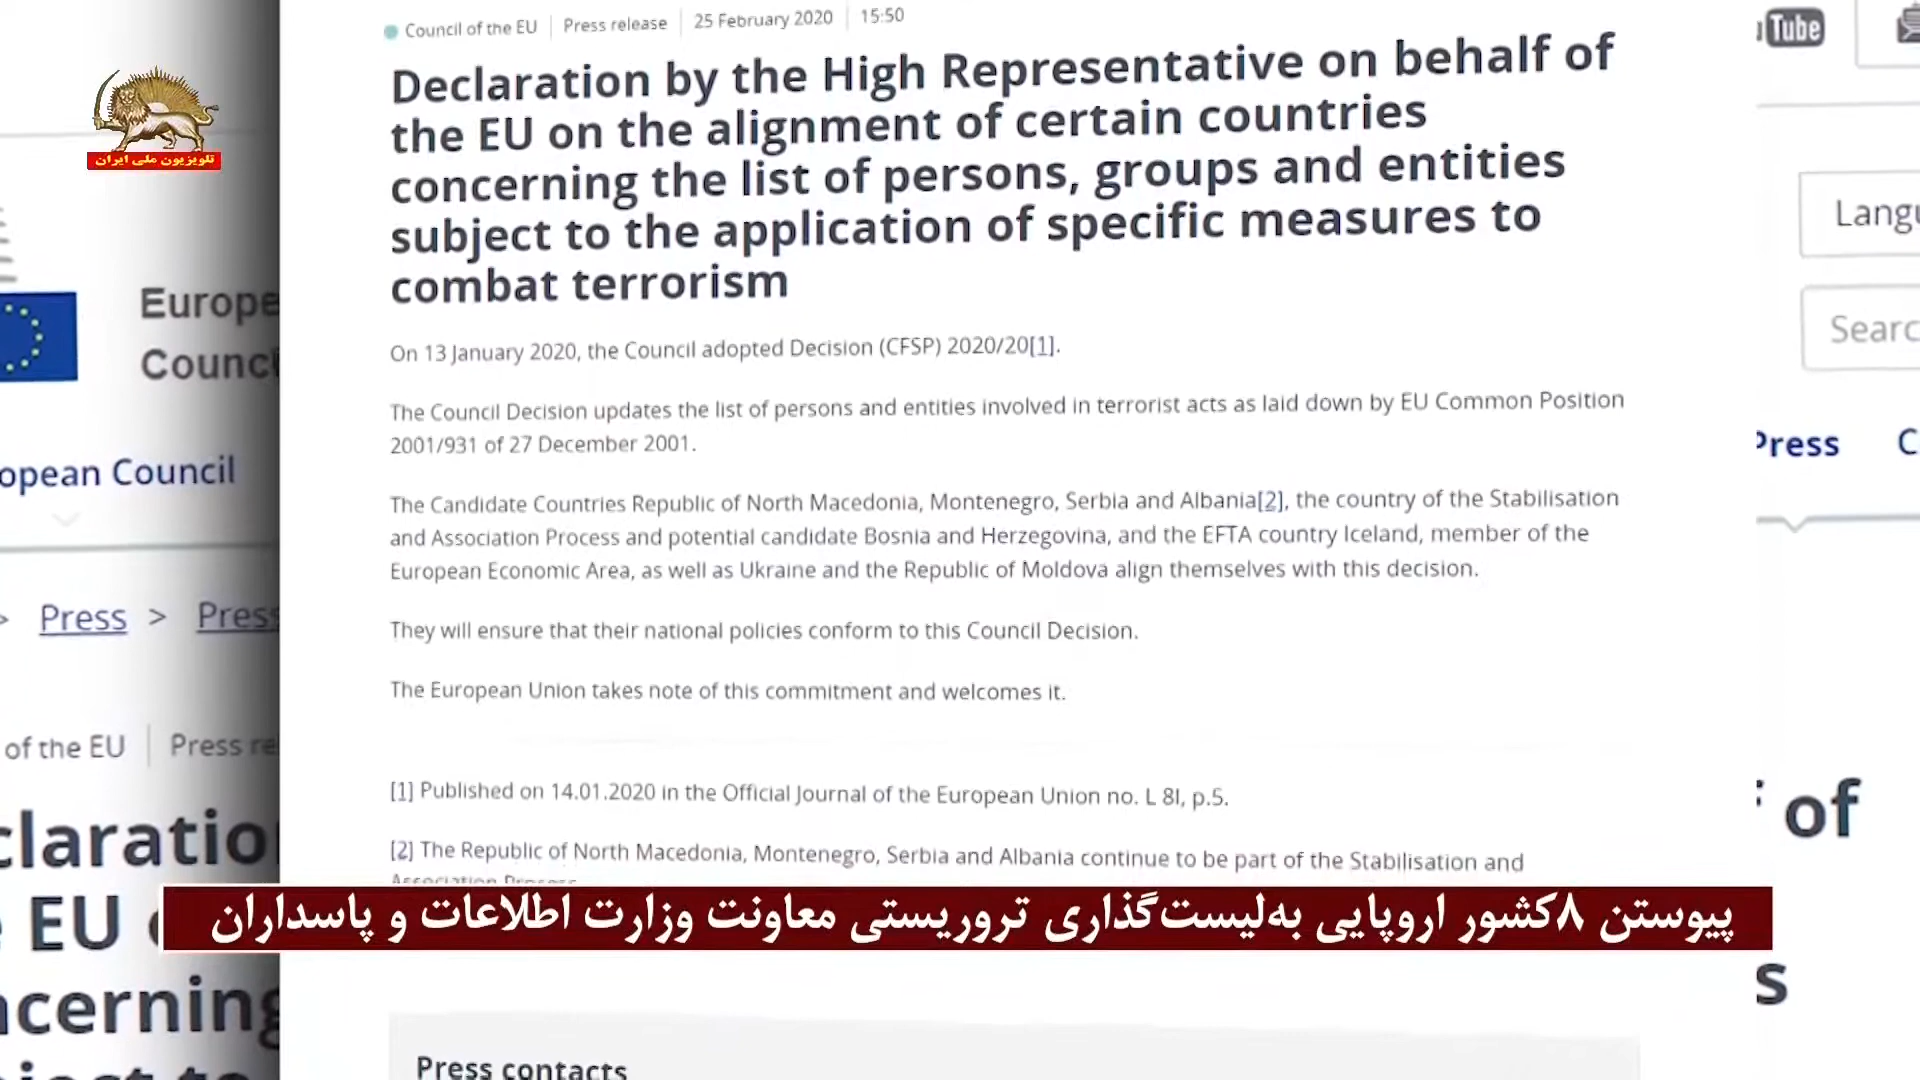 Council of the EU | Press release | 25 February 2020 | 15:50
Declaration by the High Representative on behalf of
the EU on the alignment of certain countries
concerning the list of persons, groups and entities
subject to the application of specific measures to
combat terrorism
On 13 January 2020, the Council adopted Decision (CFSP) 2020/20[1].
The Council Decision updates the list of persons and entities involved in terrorist acts as laid down by EU Common Position
2001/931 of 27 December 2001.
The Candidate Countries Republic of North Macedonia, Montenegro, Serbia and Albania[2], the country of the Stabilisation
and Association Process and potential candidate Bosnia and Herzegovina, and the EFTA country Iceland, member of the
European Economic Area, as well as Ukraine and the Republic of Moldova align themselves with this decision.
They will ensure that their national policies conform to this Council Decision.
The European Union takes note of this commitment and welcomes it.
[1] Published on 14.01.2020 in the Official Journal of the European Union no. L 8I, p.5.
[2] The Republic of North Macedonia, Montenegro, Serbia and Albania continue to be part of the Stabilisation and
Association Process.
پیوستن ۸کشور اروپایی به‌لیست‌گذاری تروریستی معاونت وزارت اطلاعات و پاسداران
Press contacts
تلویزیون ملی ایران
Europe
Counc
opean Council
> Press > Press
of the EU | Press re
claration
EU
ncerning
Tube
Langu
Searc
Press C
of
s